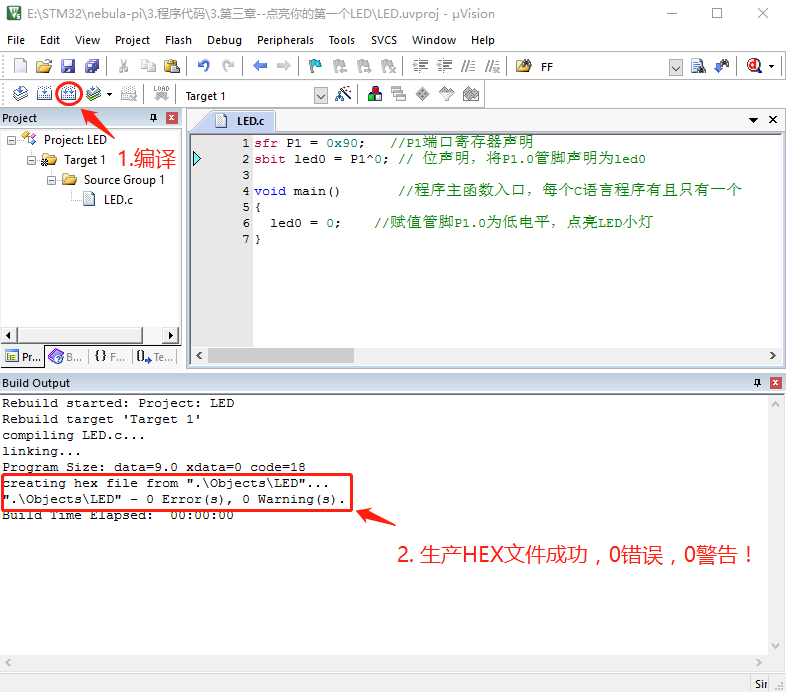 E:\STM32\nebula-pi\3.程序代码\3.第三章--点亮你的第一个LED\LED.uvproj - µVision
File Edit View Project Flash Debug Peripherals Tools SVCS Window Help
FF
LOAD Target 1
Project
Project: LED
Target 1
Source Group 1
LED.c
1.编译
Pr... B... {} F... 0 Te...
LED.c
1 sfr P1 = 0x90; //P1端口寄存器声明
2 sbit led0 = P1^0; // 位声明，将P1.0管脚声明为led0
3
4 void main() //程序主函数入口，每个C语言程序有且只有一个
5 {
6 led0 = 0; //赋值管脚P1.0为低电平，点亮LED小灯
7 }
Build Output
Rebuild started: Project: LED
Rebuild target 'Target 1'
compiling LED.c...
linking...
Program Size: data=9.0 xdata=0 code=18
creating hex file from ".\Objects\LED"...
".\Objects\LED" - 0 Error(s), 0 Warning(s).
Build Time Elapsed: 00:00:00
2. 生产HEX文件成功，0错误，0警告！